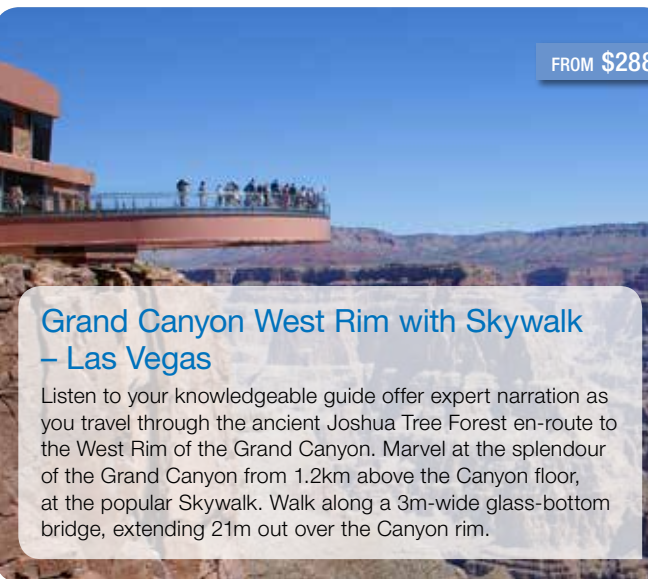 FROM $288
Grand Canyon West Rim with Skywalk
– Las Vegas
Listen to your knowledgeable guide offer expert narration as
you travel through the ancient Joshua Tree Forest en-route to
the West Rim of the Grand Canyon. Marvel at the splendour
of the Grand Canyon from 1.2km above the Canyon floor,
at the popular Skywalk. Walk along a 3m-wide glass-bottom
bridge, extending 21m out over the Canyon rim.